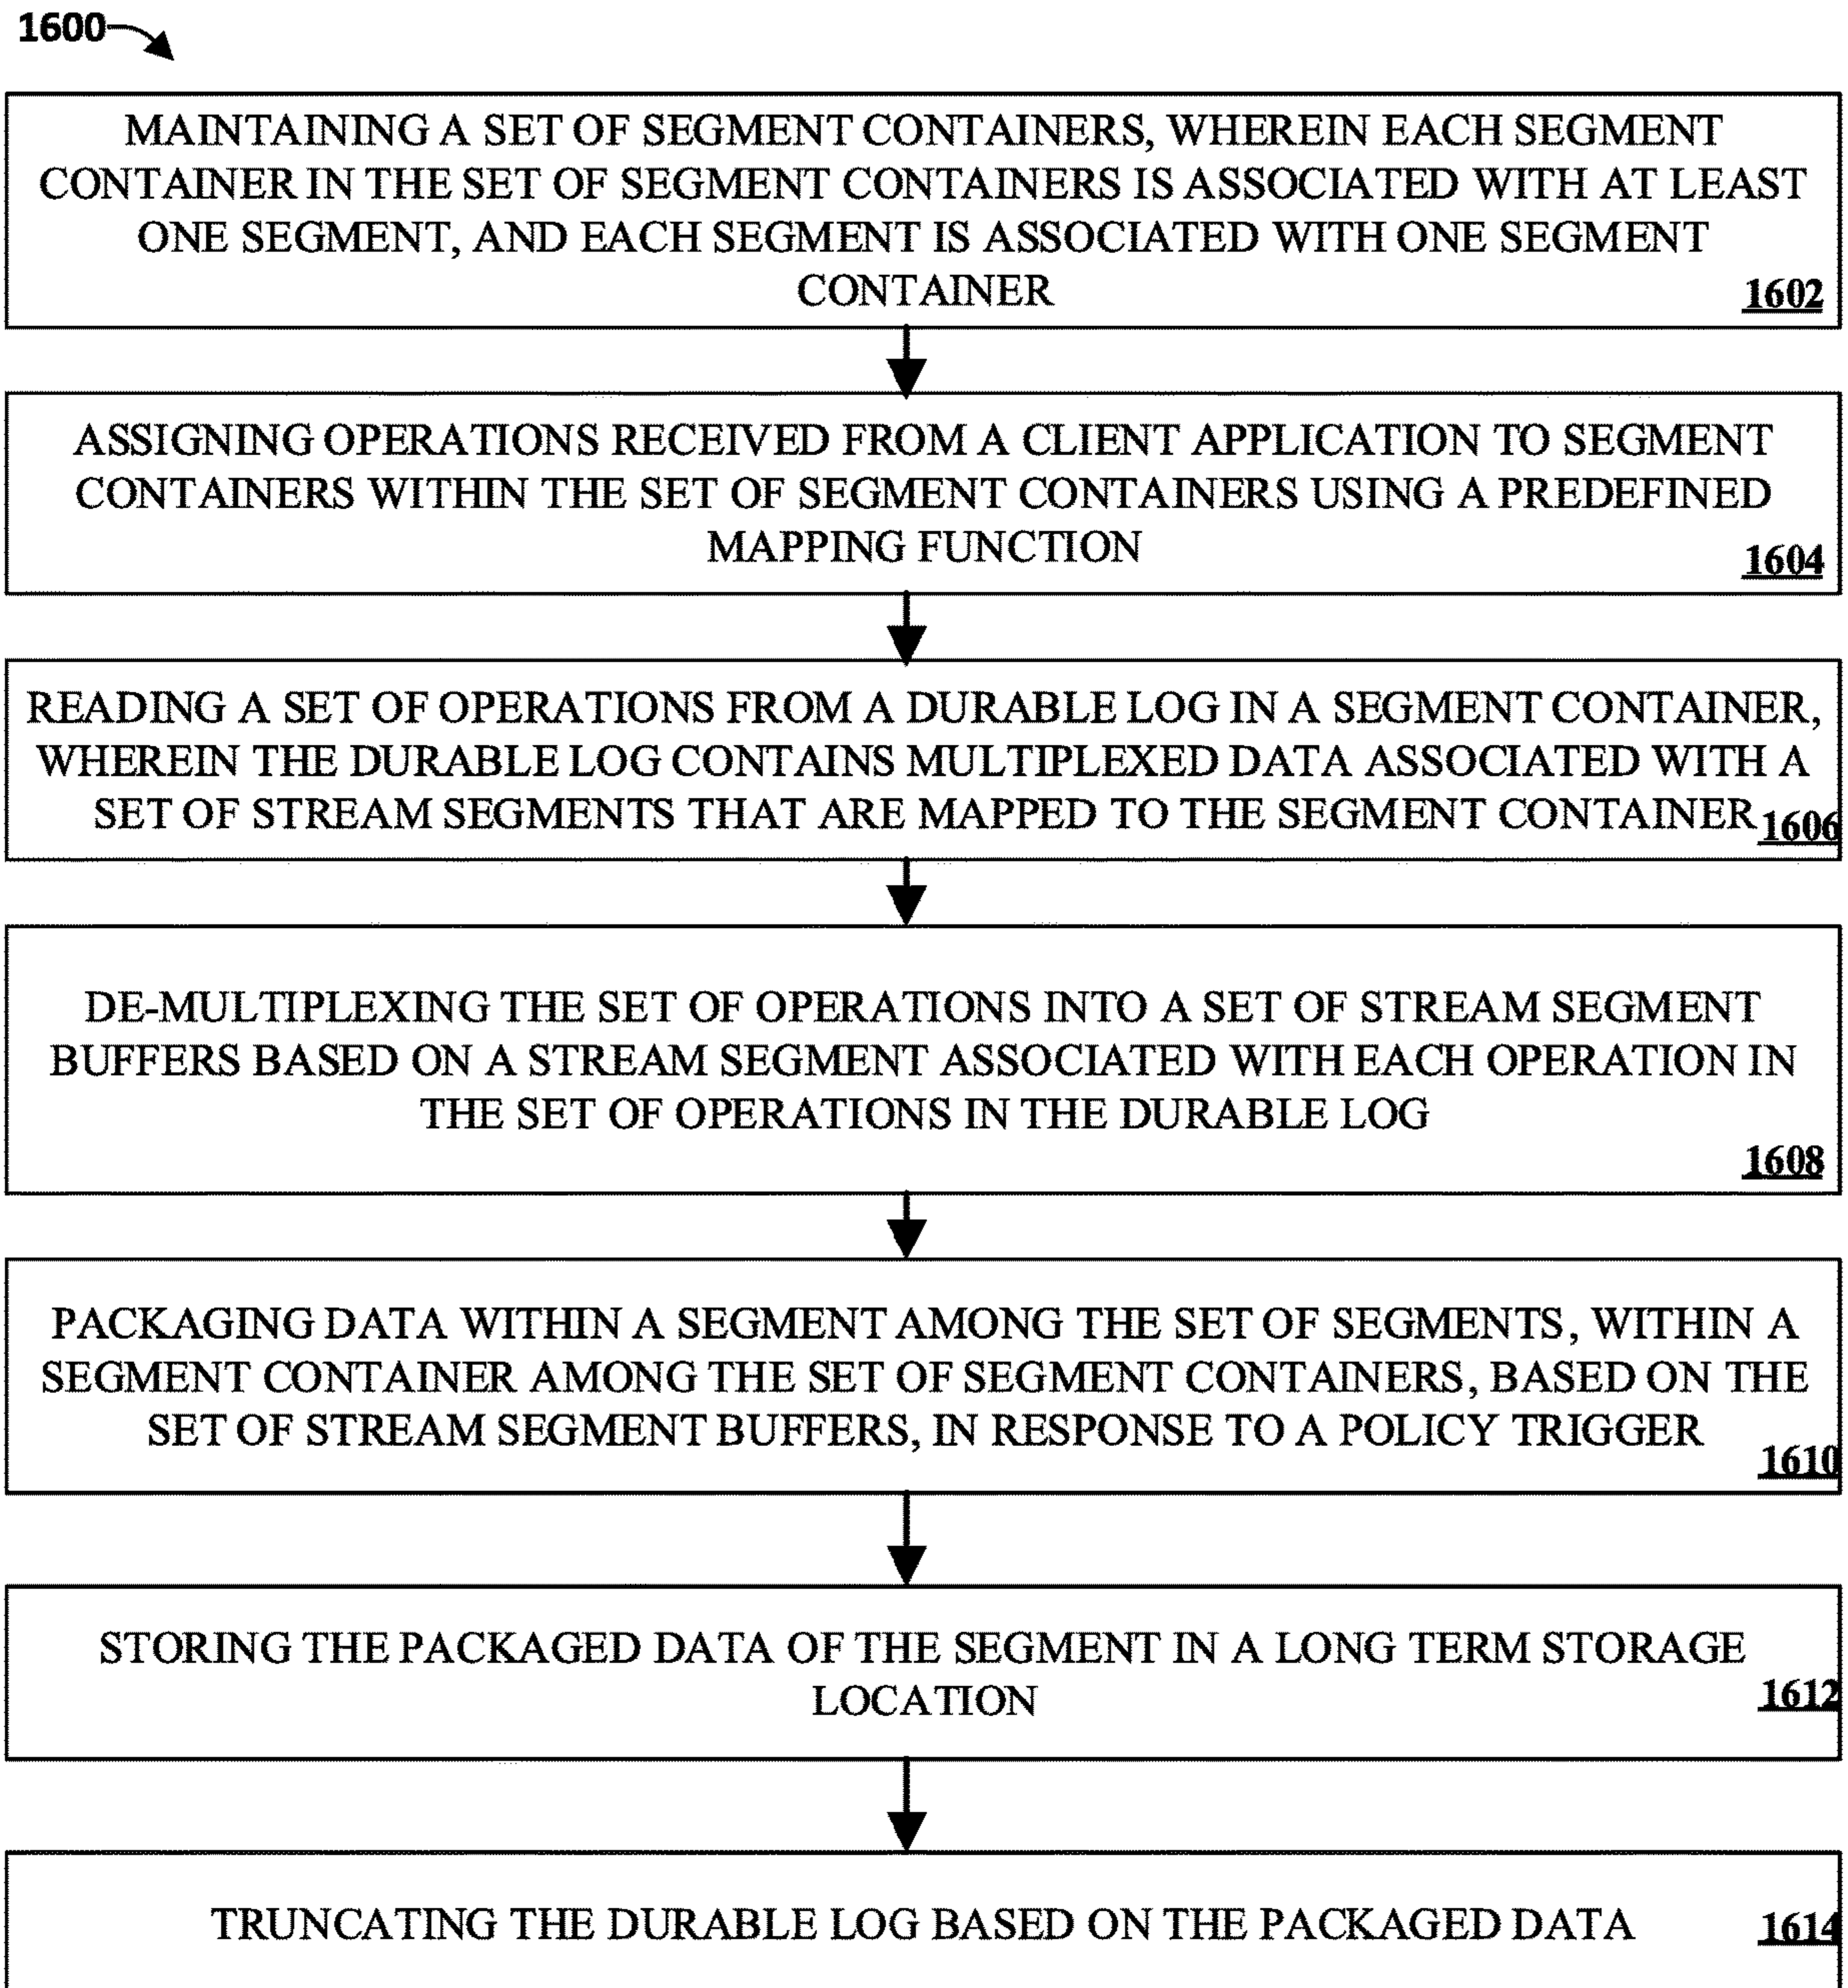 1600
MAINTAINING A SET OF SEGMENT CONTAINERS, WHEREIN EACH SEGMENT
CONTAINER IN THE SET OF SEGMENT CONTAINERS IS ASSOCIATED WITH AT LEAST
ONE SEGMENT, AND EACH SEGMENT IS ASSOCIATED WITH ONE SEGMENT
CONTAINER
1602
ASSIGNING OPERATIONS RECEIVED FROM A CLIENT APPLICATION TO SEGMENT
CONTAINERS WITHIN THE SET OF SEGMENT CONTAINERS USING A PREDEFINED
MAPPING FUNCTION
1604
READING A SET OF OPERATIONS FROM A DURABLE LOG IN A SEGMENT CONTAINER,
WHEREIN THE DURABLE LOG CONTAINS MULTIPLEXED DATA ASSOCIATED WITH A
SET OF STREAM SEGMENTS THAT ARE MAPPED TO THE SEGMENT CONTAINER
1606
DE-MULTIPLEXING THE SET OF OPERATIONS INTO A SET OF STREAM SEGMENT
BUFFERS BASED ON A STREAM SEGMENT ASSOCIATED WITH EACH OPERATION IN
THE SET OF OPERATIONS IN THE DURABLE LOG
1608
PACKAGING DATA WITHIN A SEGMENT AMONG THE SET OF SEGMENTS, WITHIN A
SEGMENT CONTAINER AMONG THE SET OF SEGMENT CONTAINERS, BASED ON THE
SET OF STREAM SEGMENT BUFFERS, IN RESPONSE TO A POLICY TRIGGER
1610
STORING THE PACKAGED DATA OF THE SEGMENT IN A LONG TERM STORAGE
LOCATION
1612
TRUNCATING THE DURABLE LOG BASED ON THE PACKAGED DATA
1614